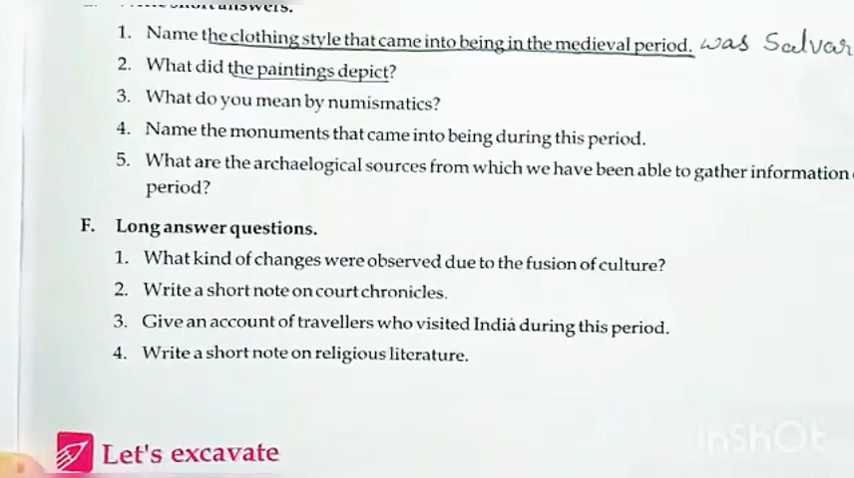 short answers.
1. Name the clothing style that came into being in the medieval period. was Salvar
2. What did the paintings depict?
3. What do you mean by numismatics?
4. Name the monuments that came into being during this period.
5. What are the archaelogical sources from which we have been able to gather information
period?
F. Long answer questions.
1. What kind of changes were observed due to the fusion of culture?
2. Write a short note on court chronicles.
3. Give an account of travellers who visited India during this period.
4. Write a short note on religious literature.
InShOt
Let's excavate